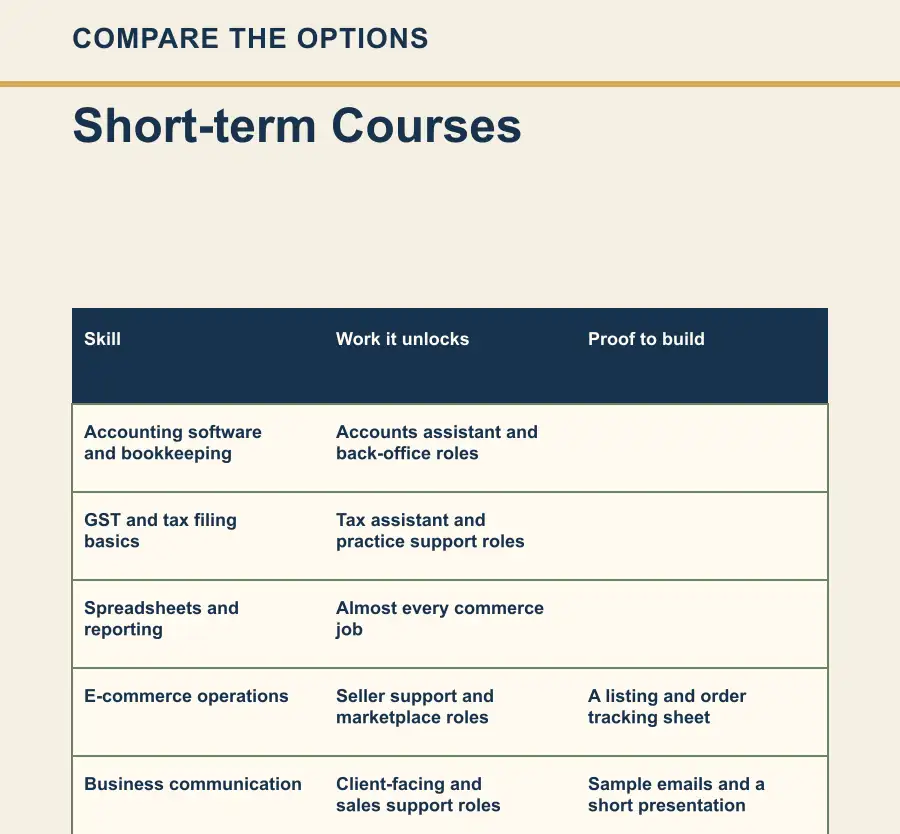 COMPARE THE OPTIONS
Short-term Courses
Skill
Work it unlocks
Proof to build
Accounting software
and bookkeeping
Accounts assistant and
back-office roles
GST and tax filing
basics
Tax assistant and
practice support roles
Spreadsheets and
reporting
Almost every commerce
job
E-commerce operations
Seller support and
marketplace roles
A listing and order
tracking sheet
Business communication
Client-facing and
sales support roles
Sample emails and a
short presentation